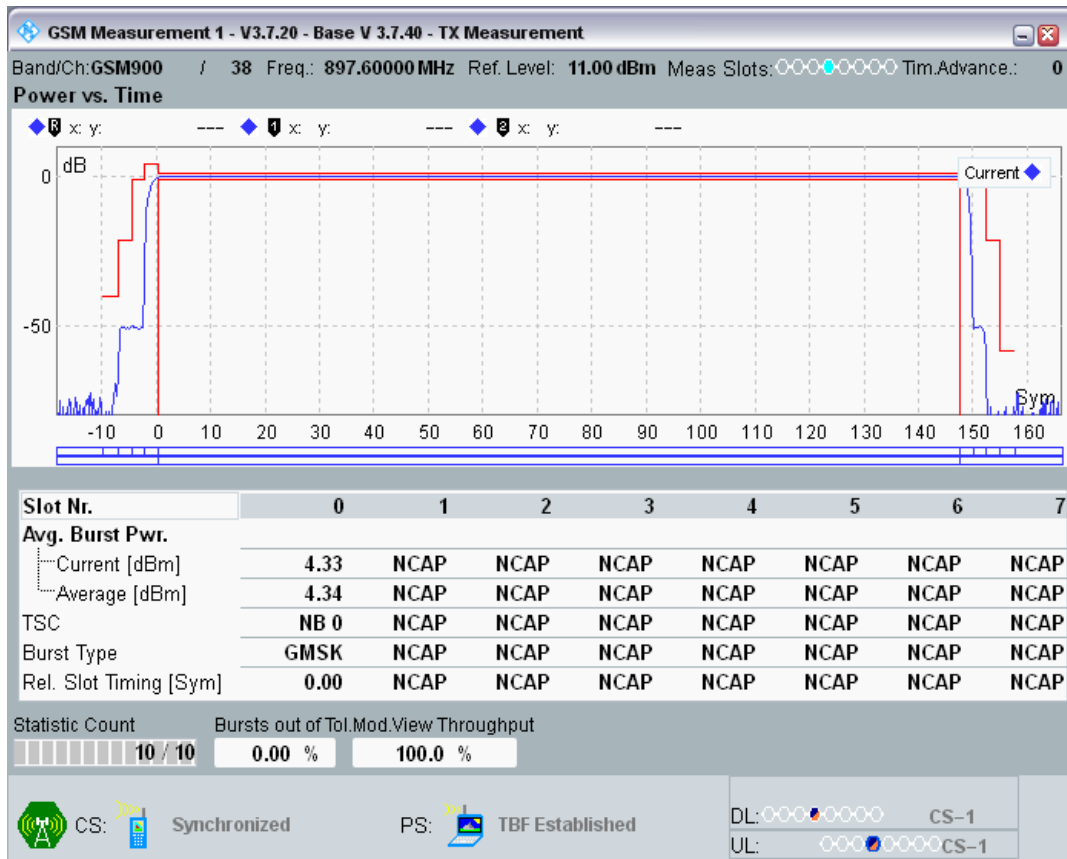 GSM Measurement 1 - V3.7.20 - Base V 3.7.40 - TX Measurement
Band/Ch:GSM900 / 38 Freq.: 897.60000 MHz Ref. Level: 11.00 dBm Meas Slots: Tim.Advance.: 0
Power vs. Time
R x: y: --- 1 x: y: --- 2 x: y: ---
dB
Current
0
-50
Sym
-10 0 10 20 30 40 50 60 70 80 90 100 110 120 130 140 150 160
Slot Nr. 0 1 2 3 4 5 6 7
Avg. Burst Pwr.
Current [dBm] 4.33 NCAP NCAP NCAP NCAP NCAP NCAP NCAP
Average [dBm] 4.34 NCAP NCAP NCAP NCAP NCAP NCAP NCAP
TSC NB 0 NCAP NCAP NCAP NCAP NCAP NCAP NCAP
Burst Type GMSK NCAP NCAP NCAP NCAP NCAP NCAP NCAP
Rel. Slot Timing [Sym] 0.00 NCAP NCAP NCAP NCAP NCAP NCAP NCAP
Statistic Count Bursts out of Tol.Mod.View Throughput
10 / 10 0.00 % 100.0 %
CS: Synchronized PS: TBF Established
DL: CS-1
UL: CS-1